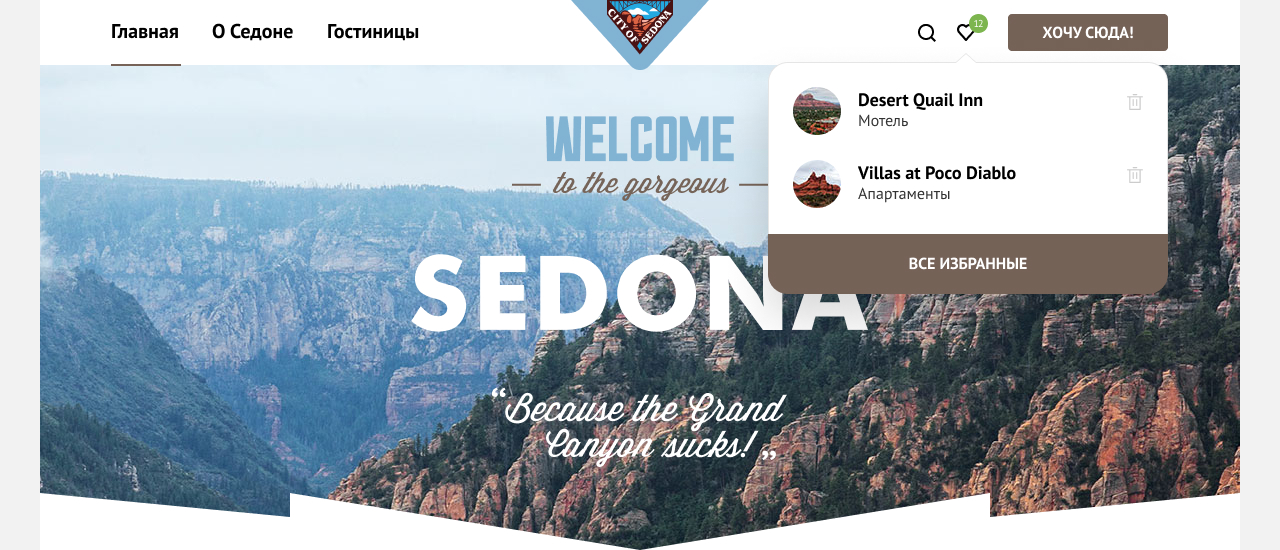 Главная О Седоне Гостиницы
CITY OF SEDONA
12
ХОЧУ СЮДА!
WELCOME
to the gorgeous
SEDONA
“Because the Grand
Canyon sucks!”
Desert Quail Inn
Мотель
Villas at Poco Diablo
Апартаменты
ВСЕ ИЗБРАННЫЕ